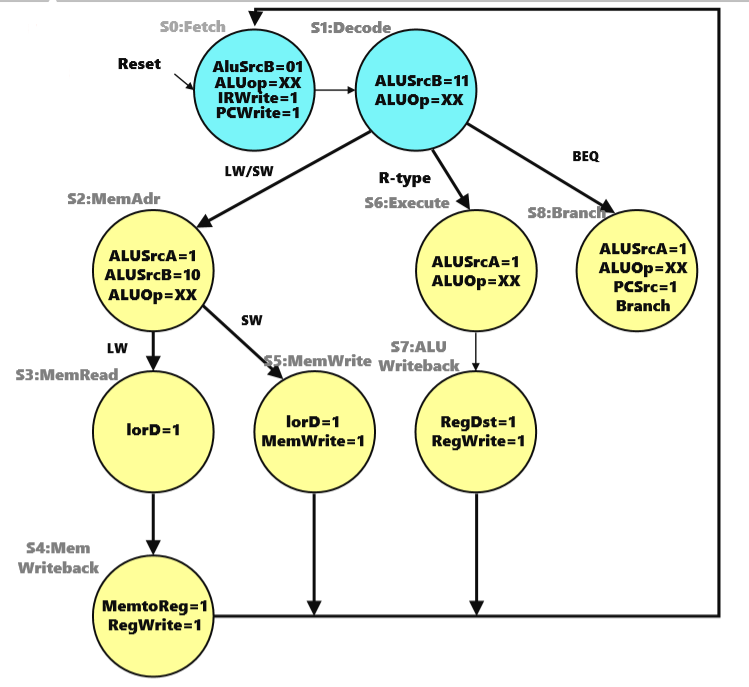 S0:Fetch
S1:Decode
Reset
AluSrcB=01
ALUop=XX
IRWrite=1
PCWrite=1
ALUSrcB=11
ALUOp=XX
LW/SW
R-type
BEQ
S2:MemAdr
S6:Execute
S8:Branch
ALUSrcA=1
ALUSrcB=10
ALUOp=XX
ALUSrcA=1
ALUOp=XX
ALUSrcA=1
ALUOp=XX
PCSrc=1
Branch
LW
SW
S3:MemRead
S5:MemWrite
S7:ALU
Writeback
IorD=1
IorD=1
MemWrite=1
RegDst=1
RegWrite=1
S4:Mem
Writeback
MemtoReg=1
RegWrite=1